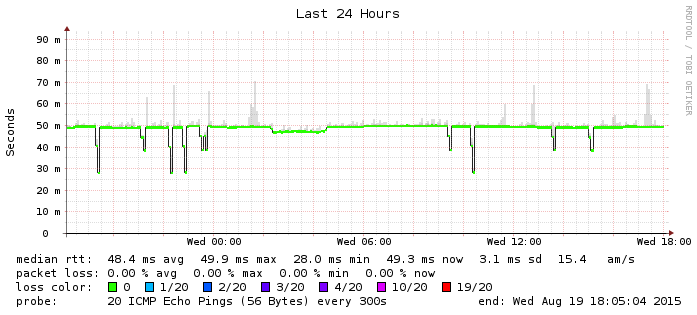 Last 24 Hours
RRDTOOL / TOBI OETIKER
Seconds
90 m
80 m
70 m
60 m
50 m
40 m
30 m
20 m
10 m
0
Wed 00:00 Wed 06:00 Wed 12:00 Wed 18:00
median rtt: 48.4 ms avg 49.9 ms max 28.0 ms min 49.3 ms now 3.1 ms sd 15.4 am/s
packet loss: 0.00 % avg 0.00 % max 0.00 % min 0.00 % now
loss color: 0 1/20 2/20 3/20 4/20 10/20 19/20
probe: 20 ICMP Echo Pings (56 Bytes) every 300s end: Wed Aug 19 18:05:04 2015